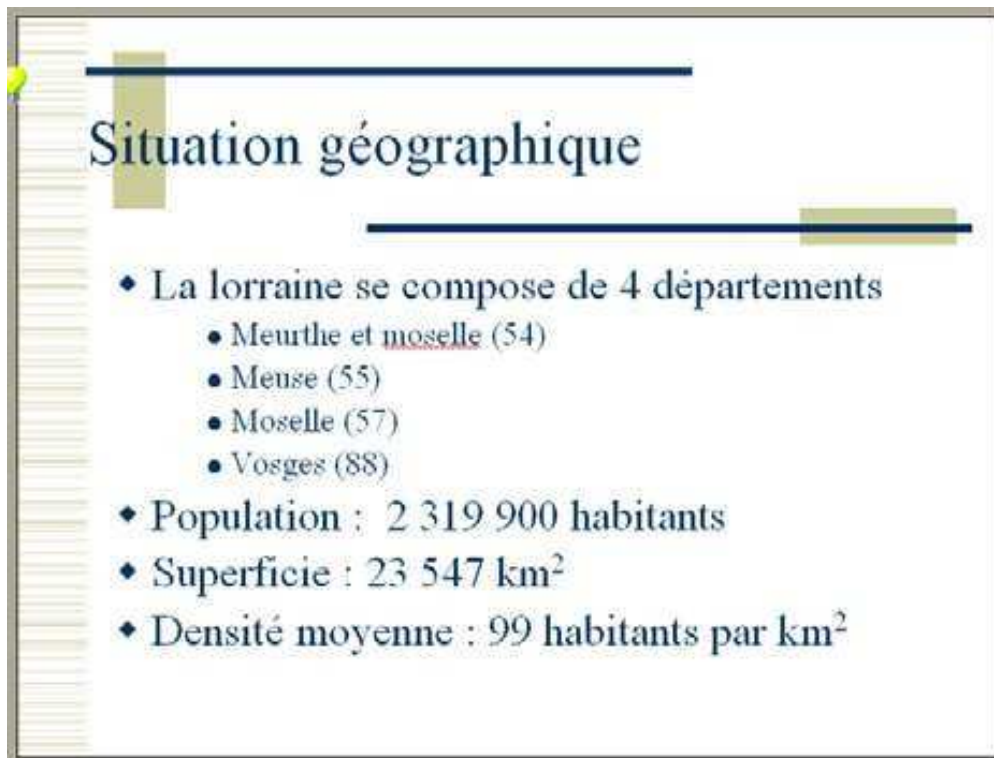 Situation géographique
La lorraine se compose de 4 départements
Meurthe et moselle (54)
Meuse (55)
Moselle (57)
Vosges (88)
Population :  2 319 900 habitants
Superficie : 23 547 km²
Densité moyenne : 99 habitants par km²